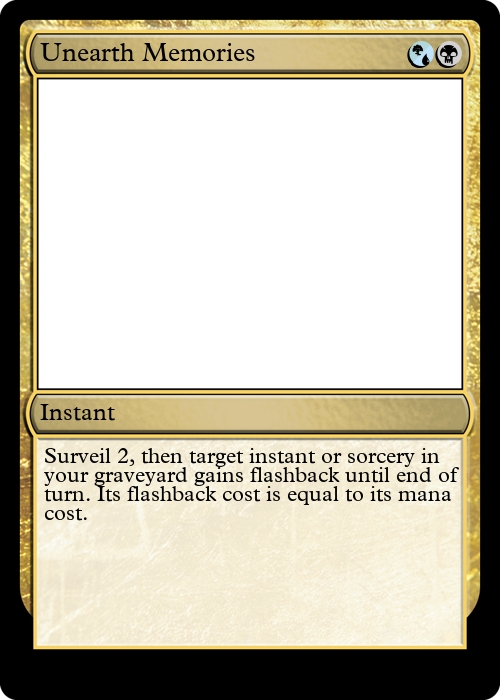 Unearth Memories
Instant
Surveil 2, then target instant or sorcery in
your graveyard gains flashback until end of
turn. Its flashback cost is equal to its mana
cost.